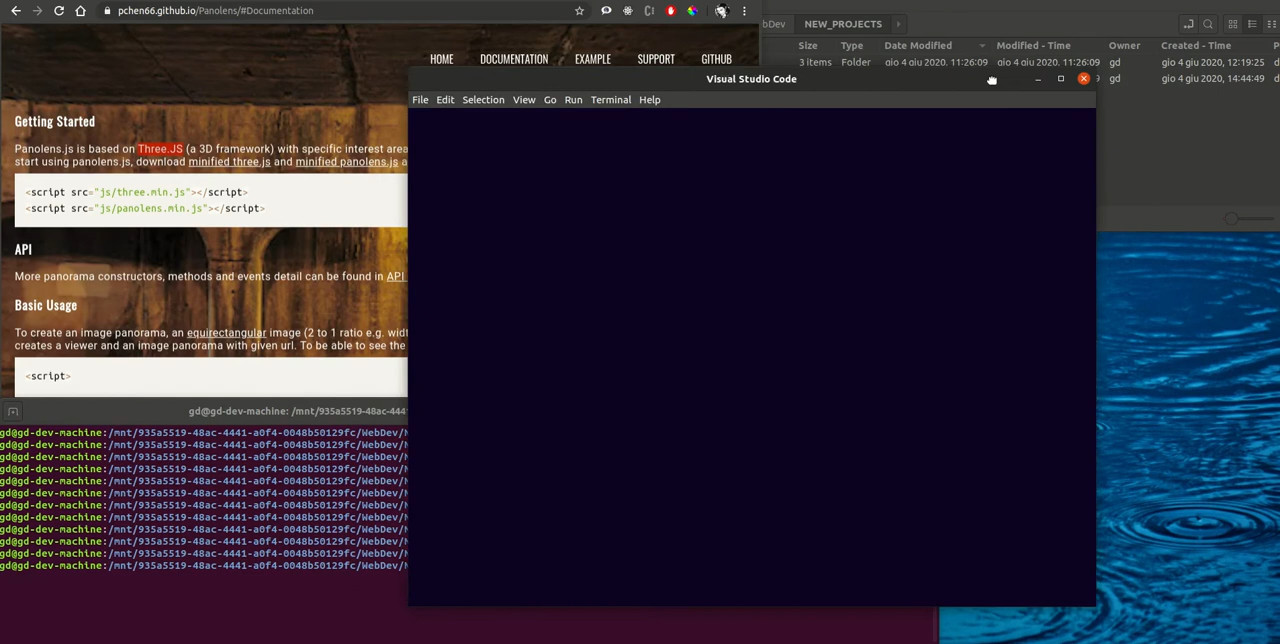 pchen66.github.io/Panolens/#Documentation
HOME DOCUMENTATION EXAMPLE SUPPORT GITHUB
Getting Started
Panolens.js is based on Three.JS (a 3D framework) with specific interest area
start using panolens.js, download minified three.js and minified panolens.js a
<script src="js/three.min.js"></script>
<script src="js/panolens.min.js"></script>
API
More panorama constructors, methods and events detail can be found in API
Basic Usage
To create an image panorama, an equirectangular image (2 to 1 ratio e.g. widt
creates a viewer and an image panorama with given url. To be able to see the
<script>
bDev NEW_PROJECTS
Size Type Date Modified Modified - Time Owner Created - Time
3 items Folder gio 4 giu 2020, 11:26:09 gio 4 giu 2020, 11:26:09 gd gio 4 giu 2020, 12:19:25
9 gd gio 4 giu 2020, 14:44:49
Visual Studio Code
File Edit Selection View Go Run Terminal Help
gd@gd-dev-machine: /mnt/935a5519-48ac-444
gd@gd-dev-machine:/mnt/935a5519-48ac-4441-a0f4-0048b50129fc/WebDev/N
gd@gd-dev-machine:/mnt/935a5519-48ac-4441-a0f4-0048b50129fc/WebDev/N
gd@gd-dev-machine:/mnt/935a5519-48ac-4441-a0f4-0048b50129fc/WebDev/N
gd@gd-dev-machine:/mnt/935a5519-48ac-4441-a0f4-0048b50129fc/WebDev/N
gd@gd-dev-machine:/mnt/935a5519-48ac-4441-a0f4-0048b50129fc/WebDev/N
gd@gd-dev-machine:/mnt/935a5519-48ac-4441-a0f4-0048b50129fc/WebDev/N
gd@gd-dev-machine:/mnt/935a5519-48ac-4441-a0f4-0048b50129fc/WebDev/N
gd@gd-dev-machine:/mnt/935a5519-48ac-4441-a0f4-0048b50129fc/WebDev/N
gd@gd-dev-machine:/mnt/935a5519-48ac-4441-a0f4-0048b50129fc/WebDev/N
gd@gd-dev-machine:/mnt/935a5519-48ac-4441-a0f4-0048b50129fc/WebDev/N
gd@gd-dev-machine:/mnt/935a5519-48ac-4441-a0f4-0048b50129fc/WebDev/N
gd@gd-dev-machine:/mnt/935a5519-48ac-4441-a0f4-0048b50129fc/WebDev/N